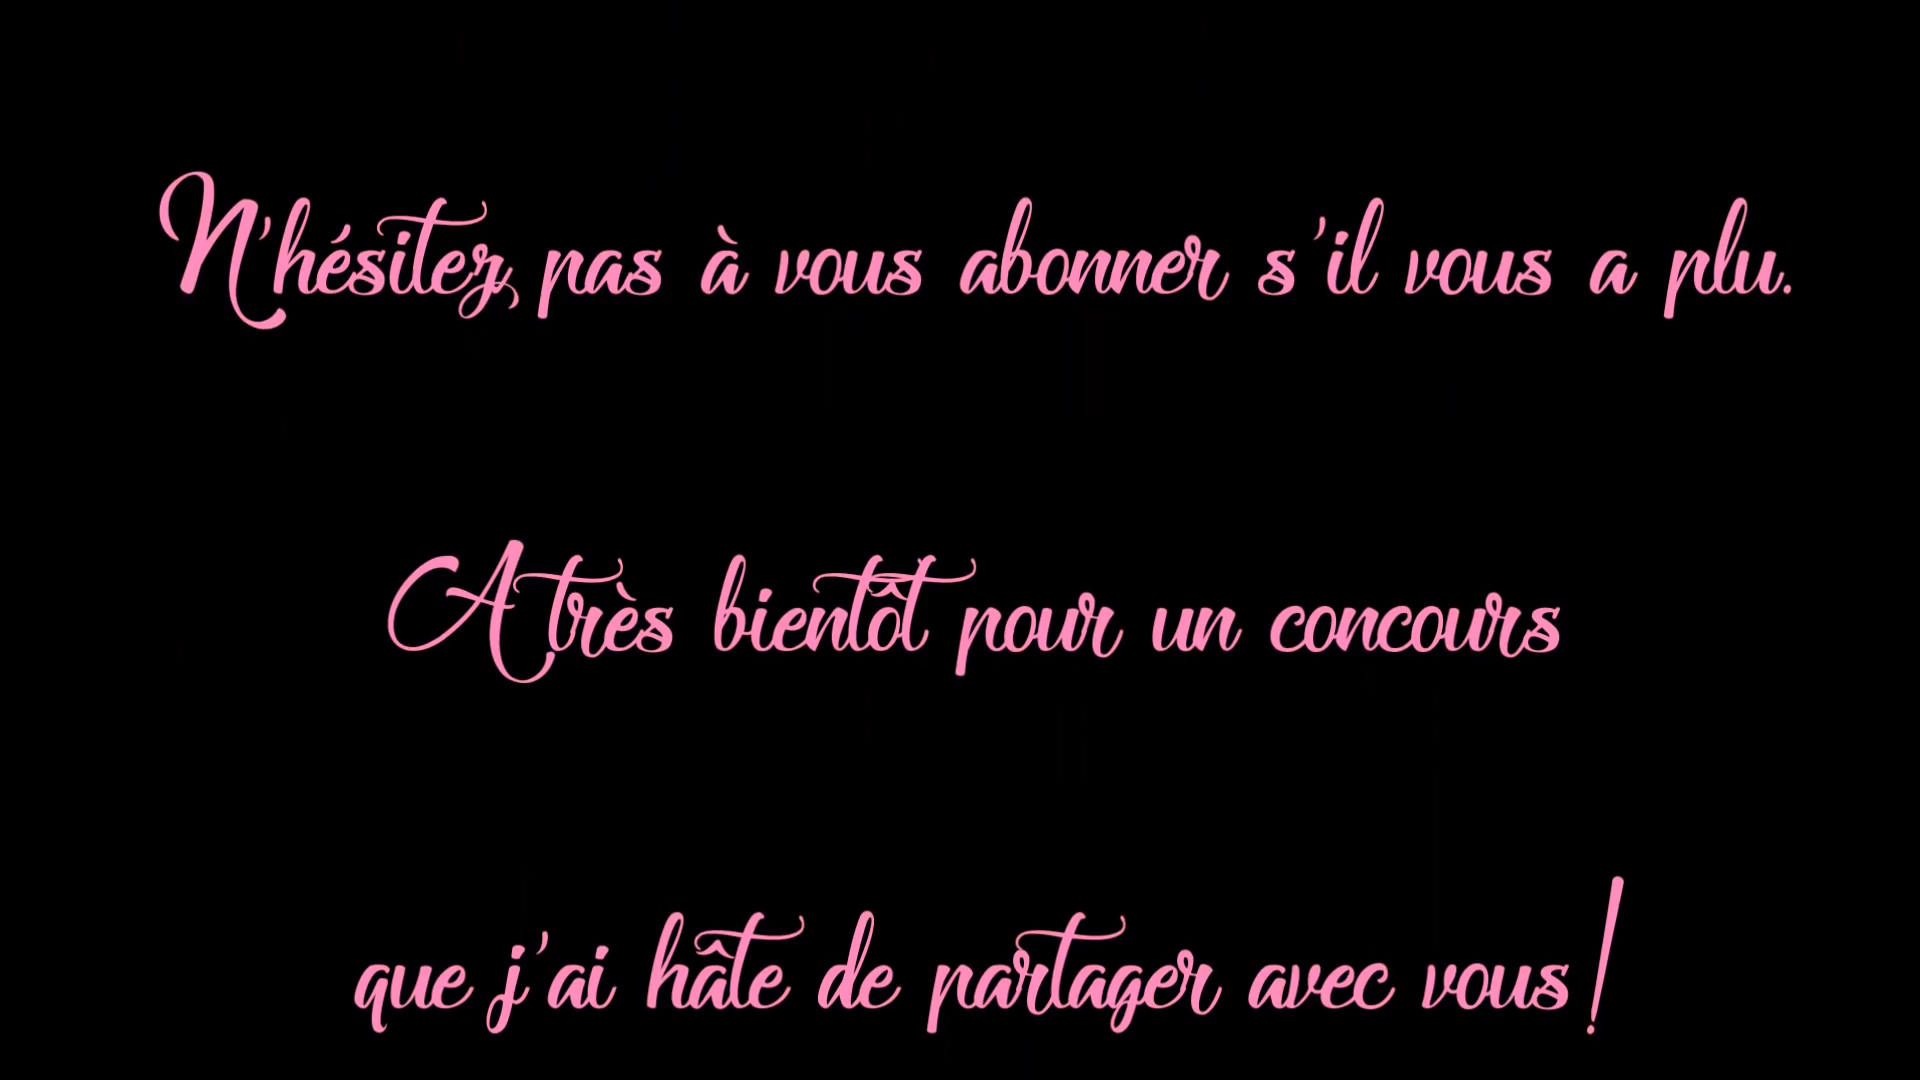 N'hésitez pas à vous abonner s'il vous a plu.
A très bientôt pour un concours
que j'ai hâte de partager avec vous!